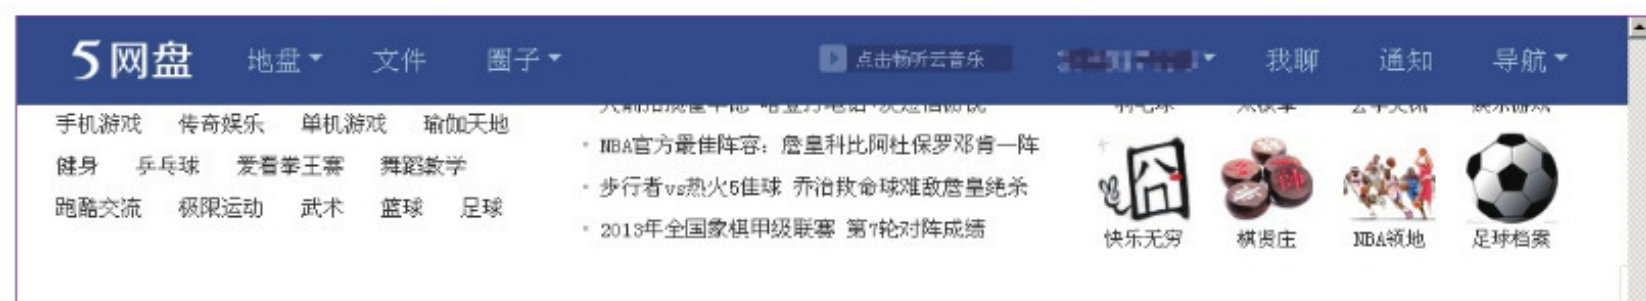 5网盘 地盘 文件 圈子 点击畅听云音乐 我聊 通知 导航
手机游戏 传奇娱乐 单机游戏 瑜伽天地
健身 乒乓球 爱看拳王赛 舞蹈教学
跑酷交流 极限运动 武术 篮球 足球
NBA官方最佳阵容：詹皇科比阿杜保罗邓肯一阵
步行者vs热火5佳球 乔治救命球难敌詹皇绝杀
2013年全国象棋甲级联赛 第7轮对阵成绩
囧
快乐无穷 棋贤庄 NBA领地 足球档案